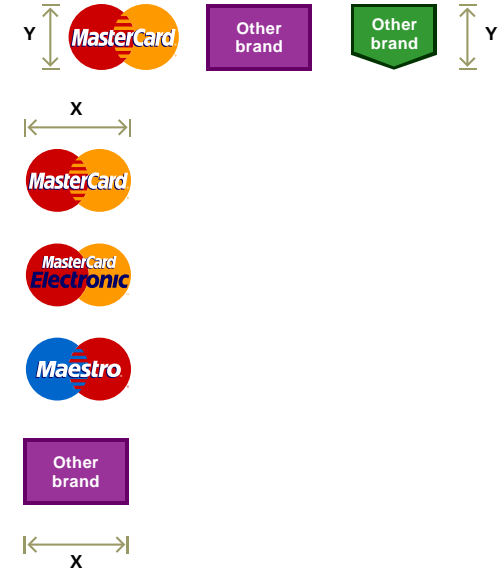 Y
MasterCard
Other
brand
Other
brand
Y
X
MasterCard
MasterCard
Electronic
Maestro
Other
brand
X